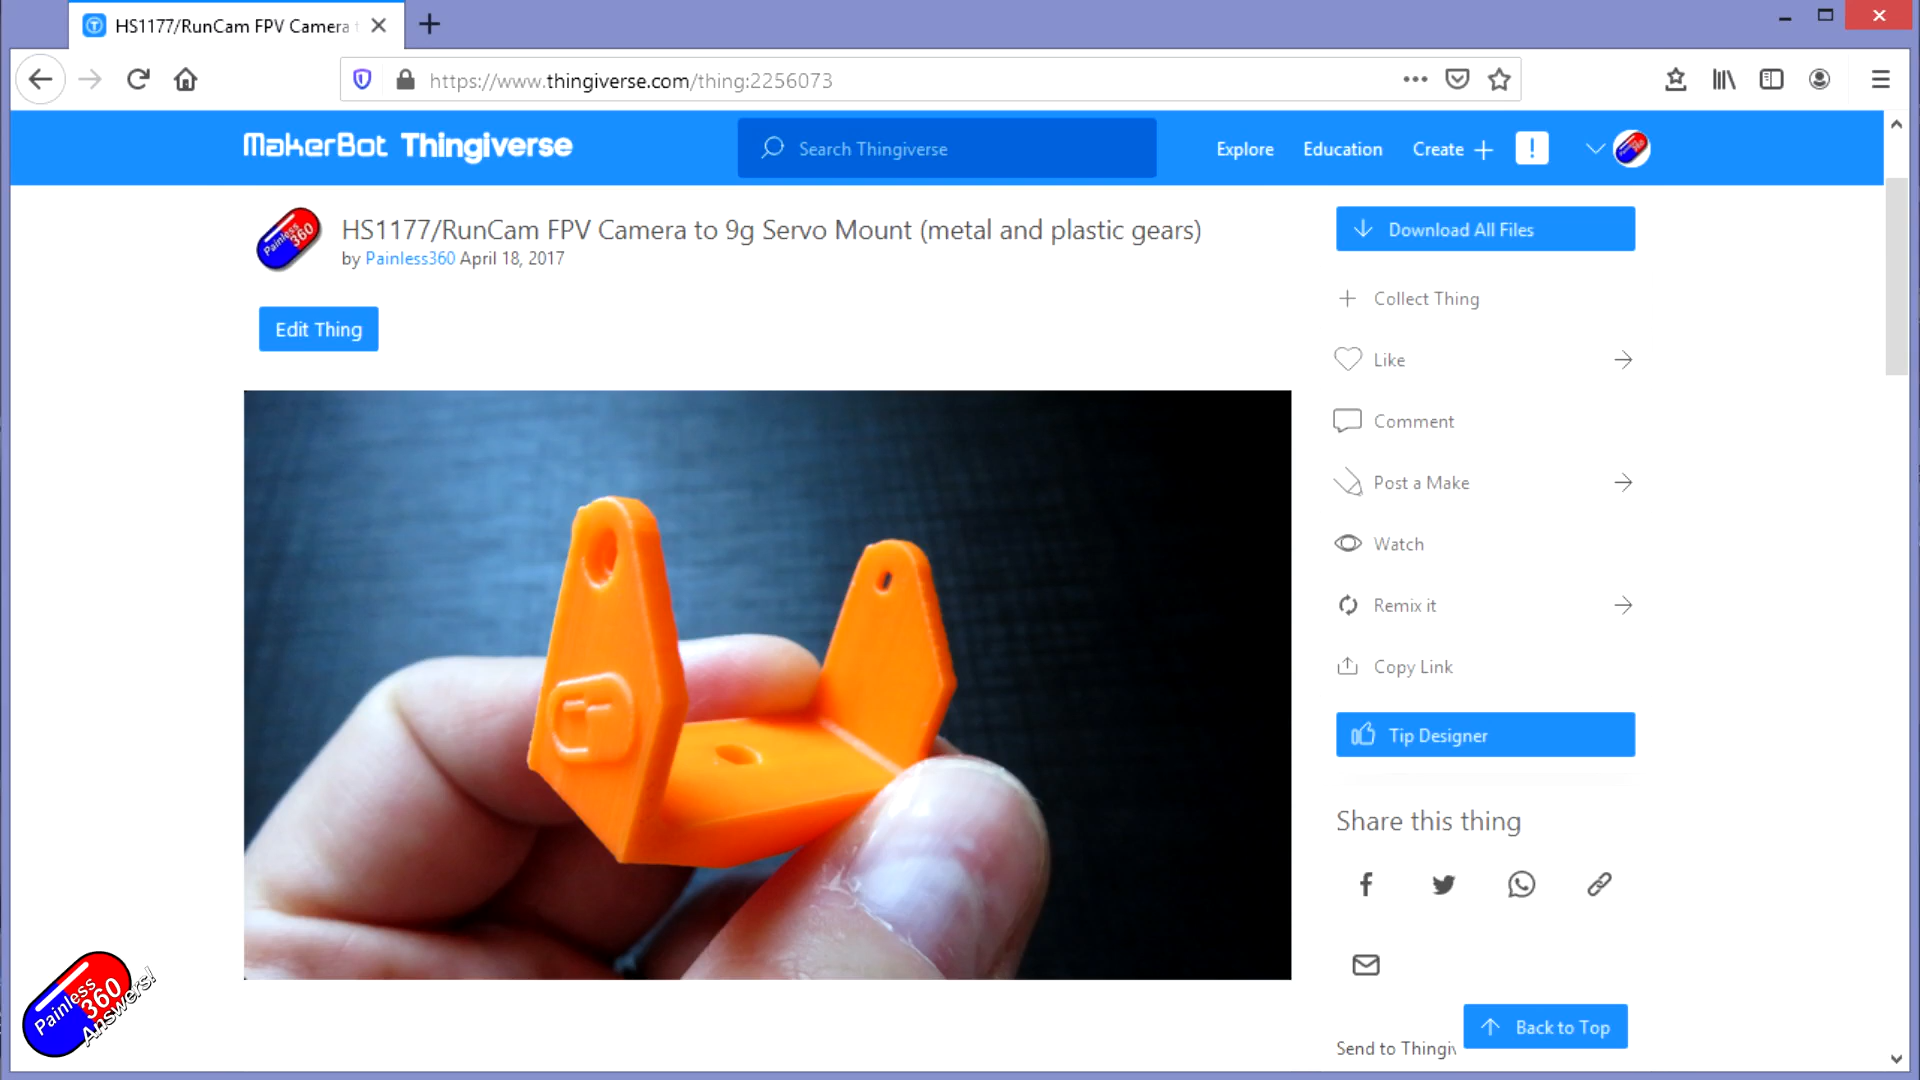 HS1177/RunCam FPV Camera t
https://www.thingiverse.com/thing:2256073
MakerBot Thingiverse
Search Thingiverse
Explore
Education
Create
Painless 360
HS1177/RunCam FPV Camera to 9g Servo Mount (metal and plastic gears)
by Painless360 April 18, 2017
Edit Thing
Download All Files
Collect Thing
Like
Comment
Post a Make
Watch
Remix it
Copy Link
Tip Designer
Share this thing
Back to Top
Send to Thingiv
Painless
360
Answers!